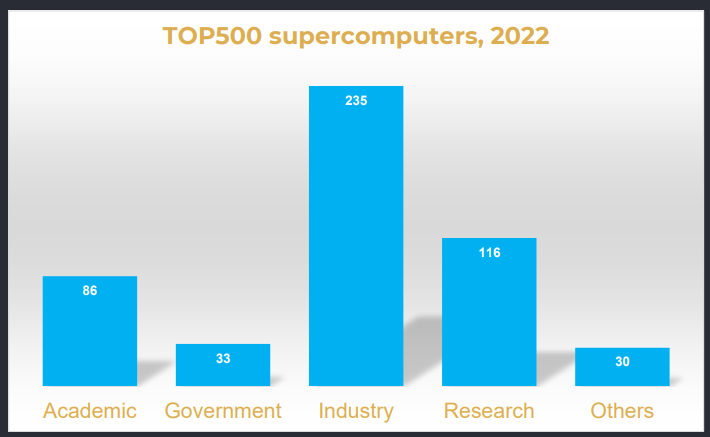 TOP500 supercomputers, 2022
235
116
86
33
30
Academic Government Industry Research Others